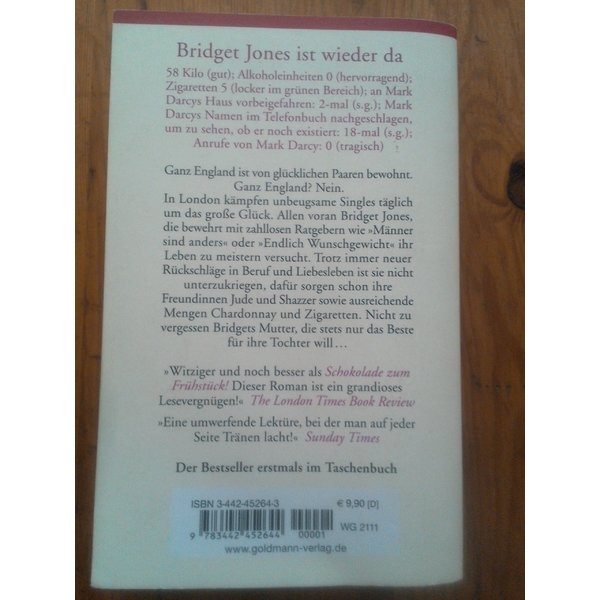 Bridget Jones ist wieder da
58 Kilo (gut); Alkoholeinheiten 0 (hervorragend);
Zigaretten 5 (locker im grünen Bereich); an Mark
Darcys Haus vorbeigefahren: 2-mal (s.g.); Mark
Darcys Namen im Telefonbuch nachgeschlagen,
um zu sehen, ob er noch existiert: 18-mal (s.g.);
Anrufe von Mark Darcy: 0 (tragisch)
Ganz England ist von glücklichen Paaren bewohnt.
Ganz England? Nein.
In London kämpfen unbeugsame Singles täglich
um das große Glück. Allen voran Bridget Jones,
die bewehrt mit zahllosen Ratgebern wie »Männer
sind anders« oder »Endlich Wunschgewicht« ihr
Leben zu meistern versucht. Trotz immer neuer
Rückschläge in Beruf und Liebesleben ist sie nicht
unterzukriegen, dafür sorgen schon ihre
Freundinnen Jude und Shazzer sowie ausreichende
Mengen Chardonnay und Zigaretten. Nicht zu
vergessen Bridgets Mutter, die stets nur das Beste
für ihre Tochter will ...
»Witziger und noch besser als Schokolade zum
Frühstück! Dieser Roman ist ein grandioses
Lesevergnügen!« The London Times Book Review
»Eine umwerfende Lektüre, bei der man auf jeder
Seite Tränen lacht!« Sunday Times
Der Bestseller erstmals im Taschenbuch
ISBN 3-442-45264-3 € 9,90 [D]
00001 WG 2111
9 783442 452644
www.goldmann-verlag.de